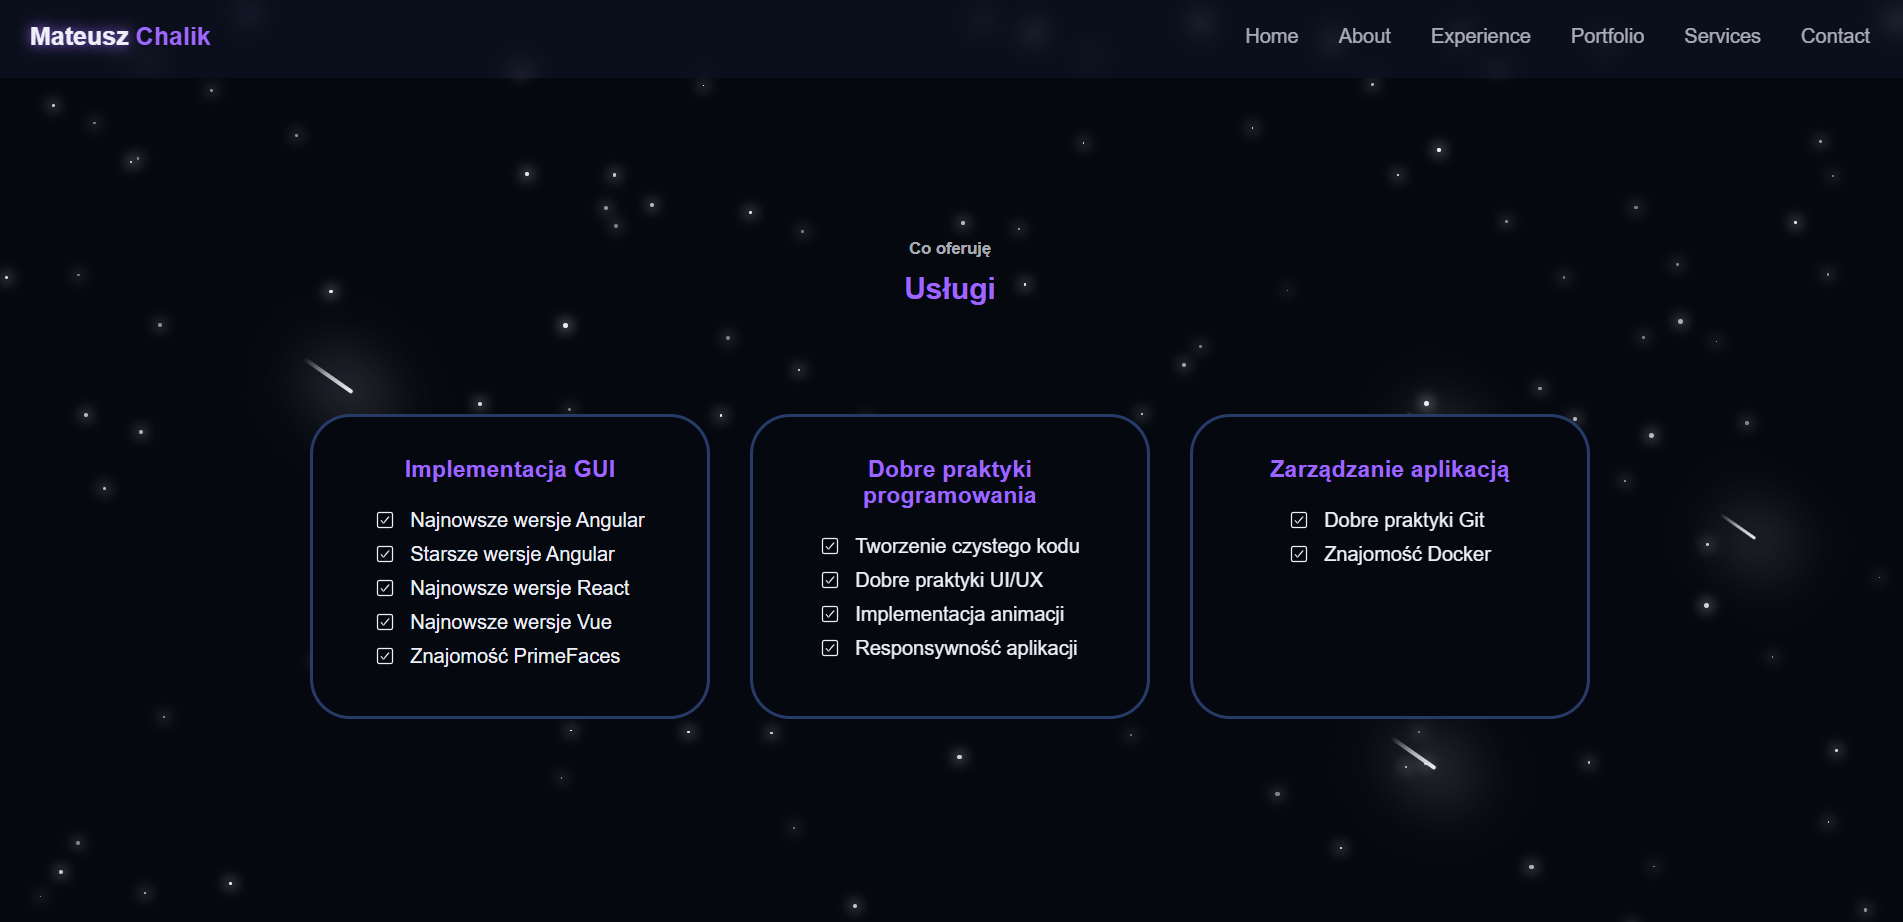 Mateusz Chalik
Home About Experience Portfolio Services Contact
Co oferuję
Usługi
Implementacja GUI
Najnowsze wersje Angular
Starsze wersje Angular
Najnowsze wersje React
Najnowsze wersje Vue
Znajomość PrimeFaces
Dobre praktyki
programowania
Tworzenie czystego kodu
Dobre praktyki UI/UX
Implementacja animacji
Responsywność aplikacji
Zarządzanie aplikacją
Dobre praktyki Git
Znajomość Docker